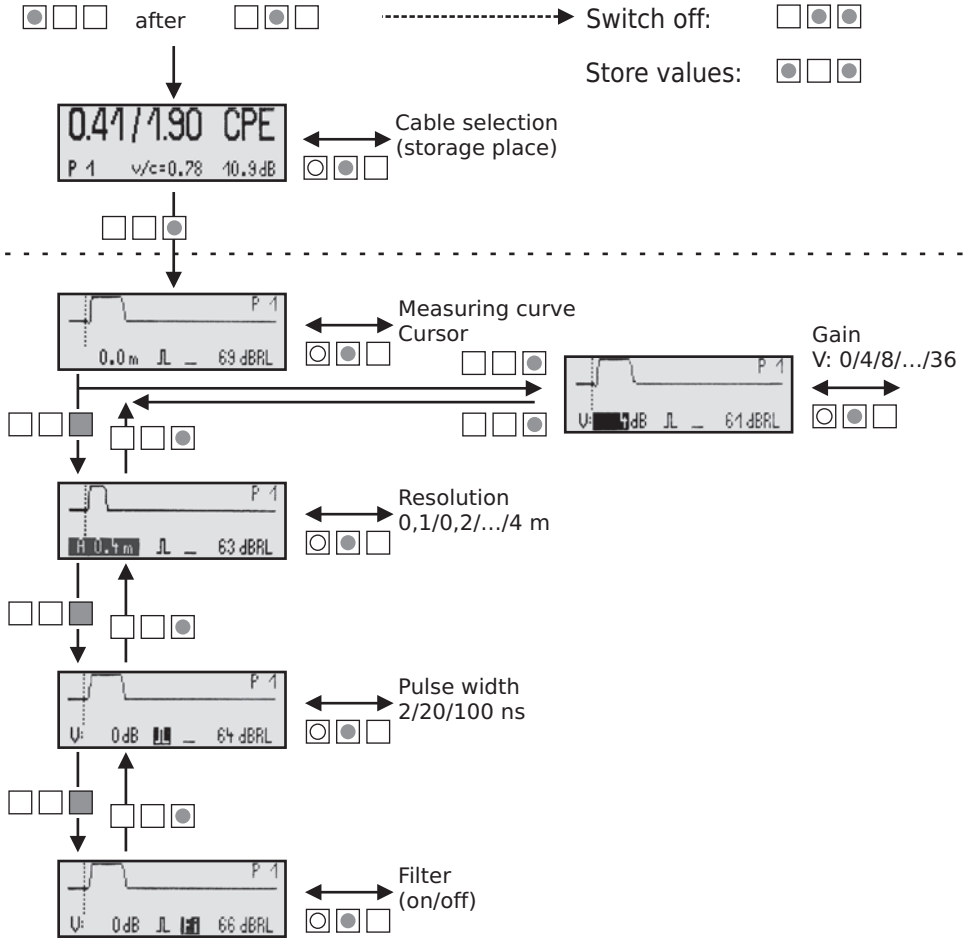 after
Switch off:
Store values:
0.41/1.90 CPE
P 1 v/c=0.78 10.9dB
Cable selection
(storage place)
P 1
0.0m 69 dBRL
Measuring curve
Cursor
P 1
V: 4dB 61 dBRL
Gain
V: 0/4/8/.../36
P 1
A 0.4m 63 dBRL
Resolution
0,1/0,2/.../4 m
P 1
V: 0dB 64 dBRL
Pulse width
2/20/100 ns
P 1
V: 0dB 66 dBRL
Filter
(on/off)